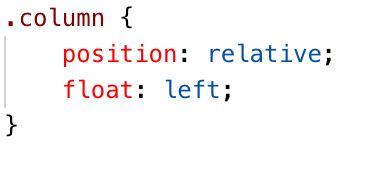 .column {
    position: relative;
    float: left;
}